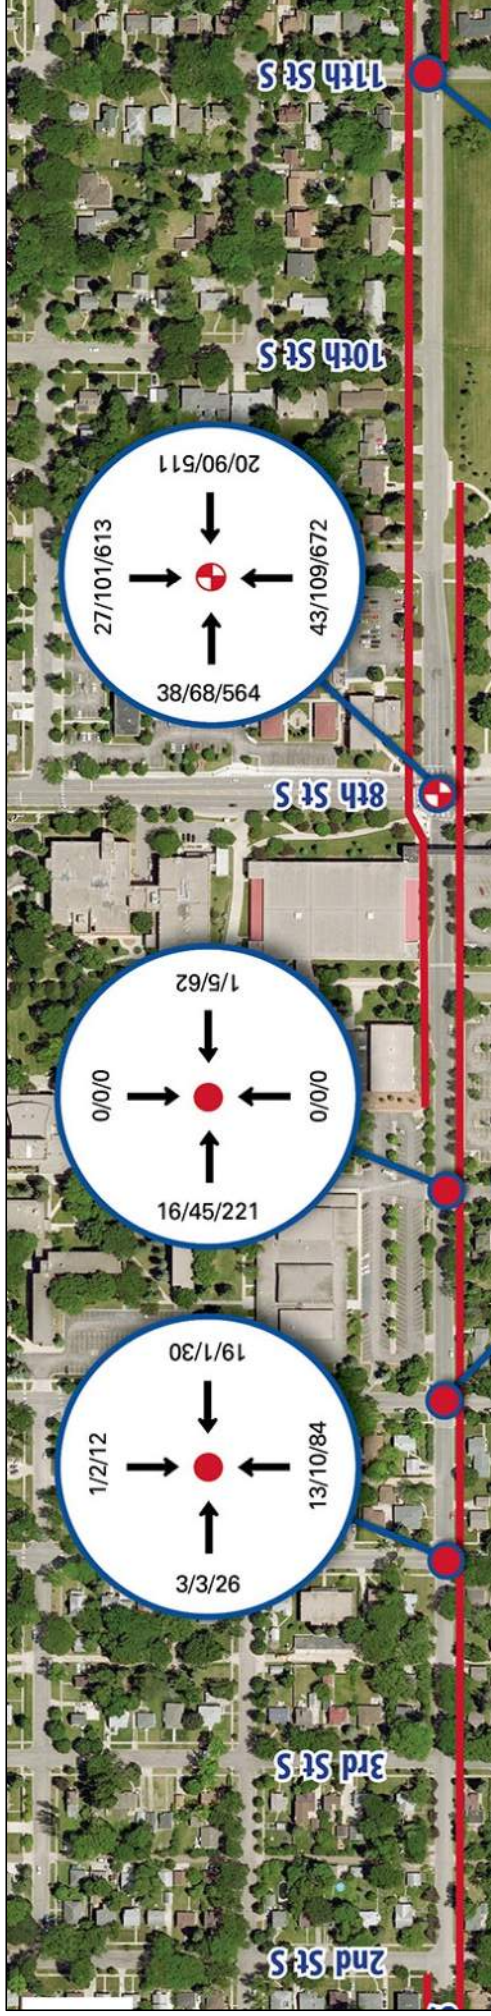 11th St S
10th St S
20/90/511
27/101/613
43/109/672
38/68/564
8th St S
1/5/62
0/0/0
0/0/0
16/45/221
19/1/30
1/2/12
13/10/84
3/3/26
3rd St S
2nd St S